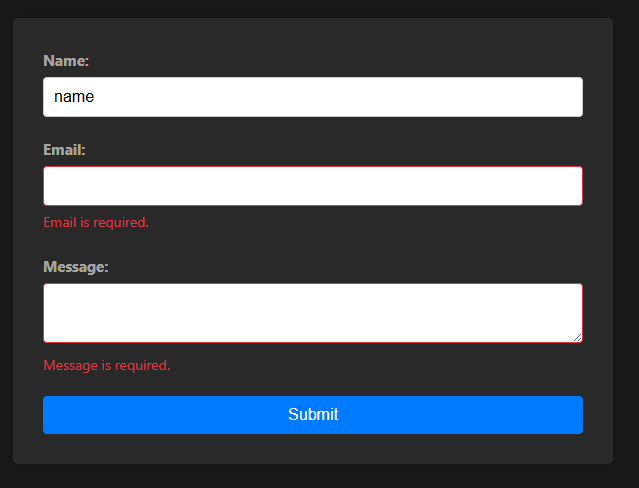 Name:
name
Email:
Email is required.
Message:
Message is required.
Submit